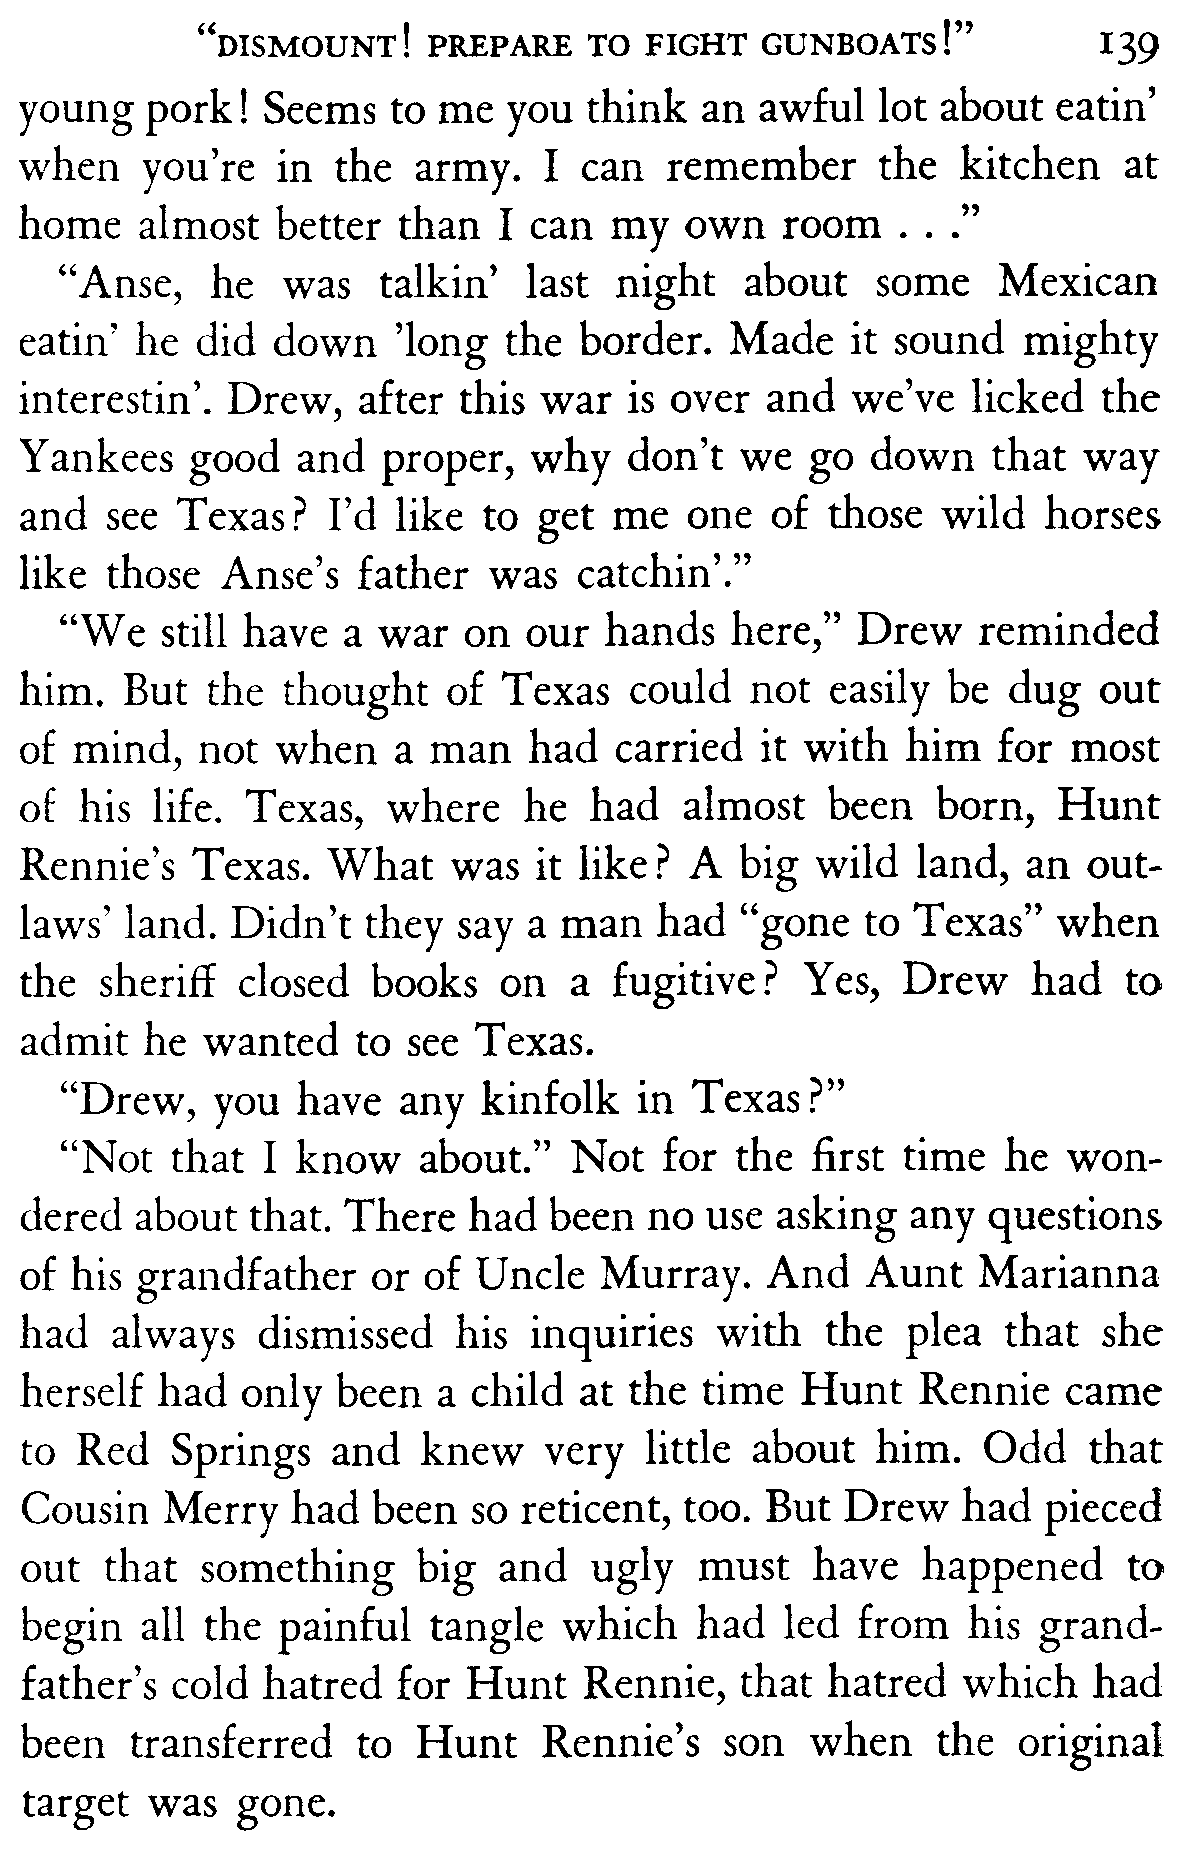 “DISMOUNT! PREPARE TO FIGHT GUNBOATS!” 139
young pork! Seems to me you think an awful lot about eatin’
when you’re in the army. I can remember the kitchen at
home almost better than I can my own room . . .”
“Anse, he was talkin’ last night about some Mexican
eatin’ he did down ’long the border. Made it sound mighty
interestin’. Drew, after this war is over and we’ve licked the
Yankees good and proper, why don’t we go down that way
and see Texas? I’d like to get me one of those wild horses
like those Anse’s father was catchin’.”
“We still have a war on our hands here,” Drew reminded
him. But the thought of Texas could not easily be dug out
of mind, not when a man had carried it with him for most
of his life. Texas, where he had almost been born, Hunt
Rennie’s Texas. What was it like? A big wild land, an out-
laws’ land. Didn’t they say a man had “gone to Texas” when
the sheriff closed books on a fugitive? Yes, Drew had to
admit he wanted to see Texas.
“Drew, you have any kinfolk in Texas?”
“Not that I know about.” Not for the first time he won-
dered about that. There had been no use asking any questions
of his grandfather or of Uncle Murray. And Aunt Marianna
had always dismissed his inquiries with the plea that she
herself had only been a child at the time Hunt Rennie came
to Red Springs and knew very little about him. Odd that
Cousin Merry had been so reticent, too. But Drew had pieced
out that something big and ugly must have happened to
begin all the painful tangle which had led from his grand-
father’s cold hatred for Hunt Rennie, that hatred which had
been transferred to Hunt Rennie’s son when the original
target was gone.